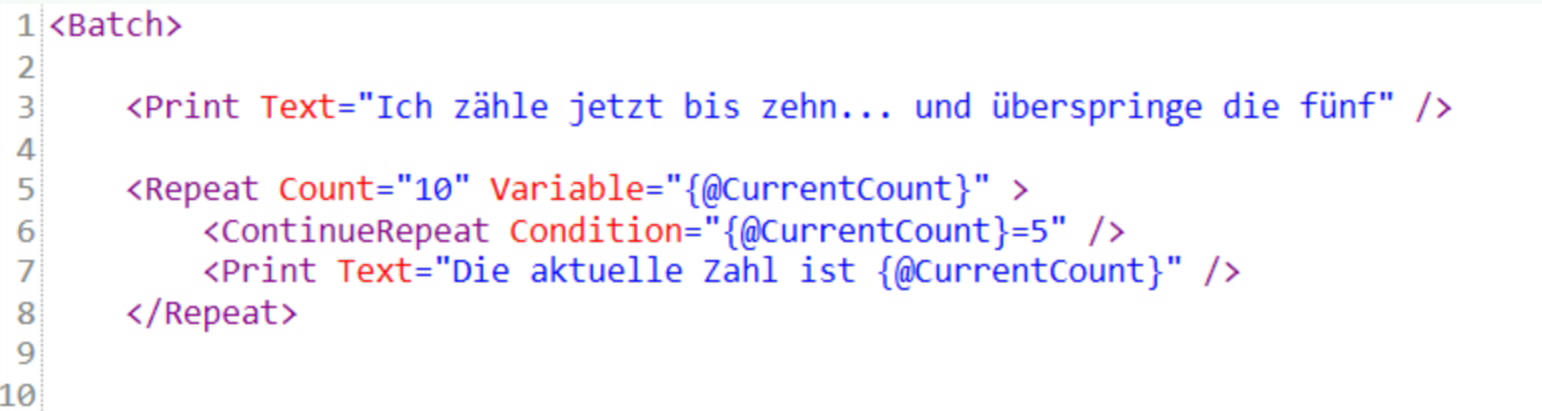 1 <Batch>
2
3 <Print Text="Ich zähle jetzt bis zehn... und überspringe die fünf" />
4
5 <Repeat Count="10" Variable="{@CurrentCount}" >
6 <ContinueRepeat Condition="{@CurrentCount}=5" />
7 <Print Text="Die aktuelle Zahl ist {@CurrentCount}" />
8 </Repeat>
9
10